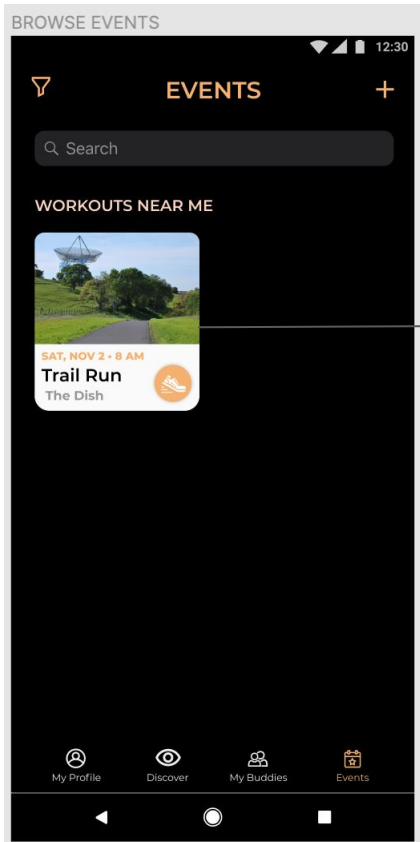 BROWSE EVENTS
12:30
EVENTS
Search
WORKOUTS NEAR ME
SAT, NOV 2 • 8 AM
Trail Run
The Dish
My Profile
Discover
My Buddies
Events